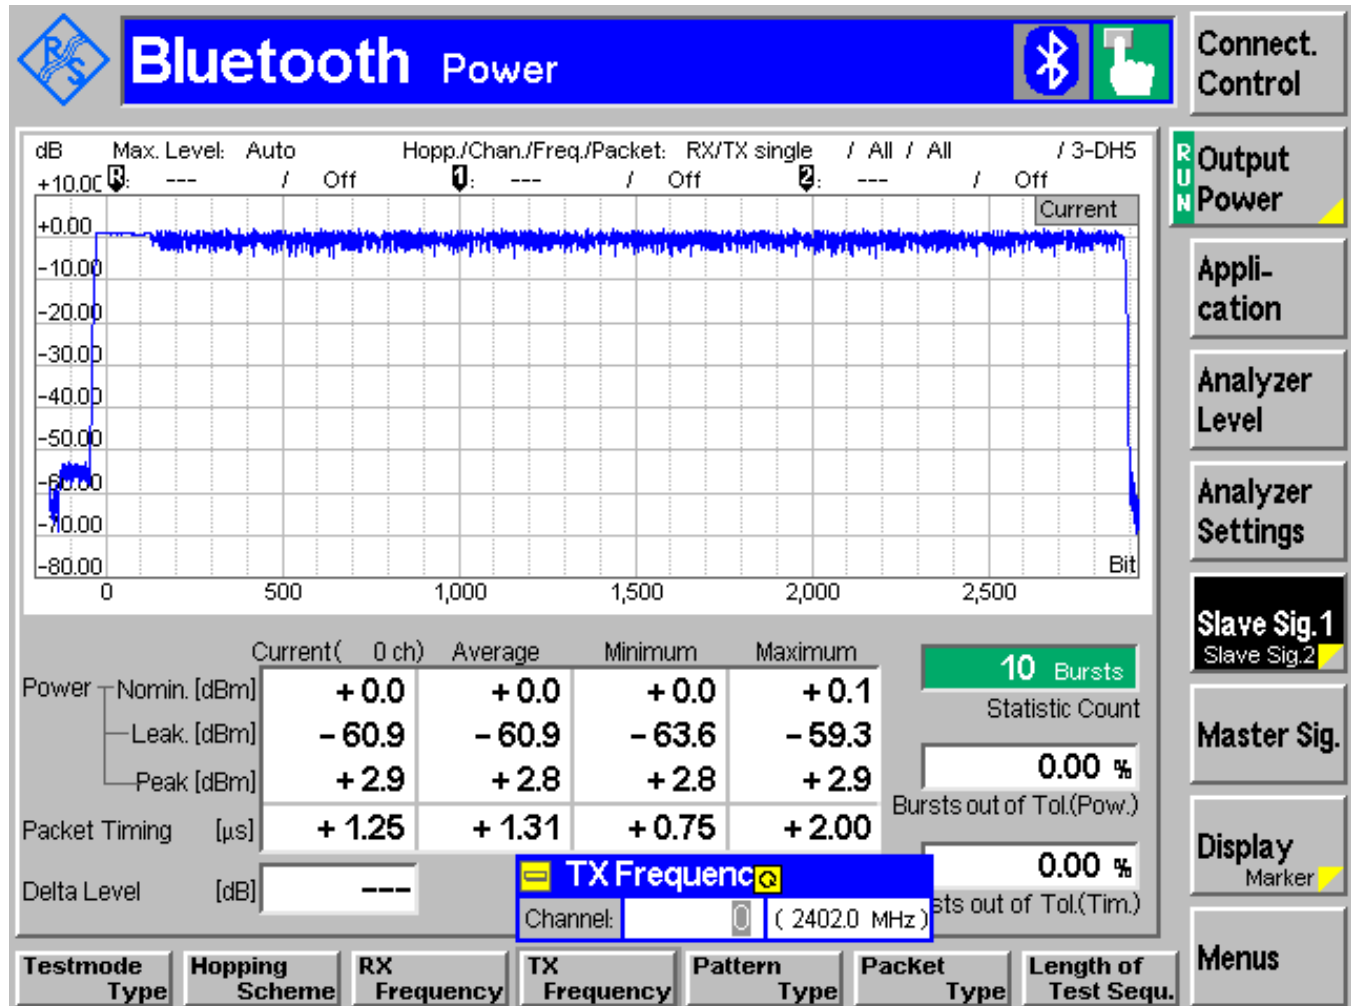 R S
Bluetooth Power
Connect. Control
dB Max. Level: Auto Hopp./Chan./Freq./Packet: RX/TX single / All / All / 3-DH5
+10.00 R: --- / Off 1: --- / Off 2: --- / Off
Current
+0.00
-10.00
-20.00
-30.00
-40.00
-50.00
-60.00
-70.00
-80.00
Bit
0 500 1,000 1,500 2,000 2,500
RUN Output Power
Appli-
cation
Analyzer
Level
Analyzer
Settings
Slave Sig.1
Slave Sig.2
Master Sig.
Display
Marker
Menus
Current( 0 ch) Average Minimum Maximum
Power Nomin. [dBm] +0.0 +0.0 +0.0 +0.1
Leak. [dBm] -60.9 -60.9 -63.6 -59.3
Peak [dBm] +2.9 +2.8 +2.8 +2.9
Packet Timing [µs] +1.25 +1.31 +0.75 +2.00
Delta Level [dB] ---
10 Bursts
Statistic Count
0.00 %
Bursts out of Tol.(Pow.)
0.00 %
sts out of Tol.(Tim.)
TX Frequenc
Channel: 0 ( 2402.0 MHz )
Testmode
Type
Hopping
Scheme
RX
Frequency
TX
Frequency
Pattern
Type
Packet
Type
Length of
Test Sequ.